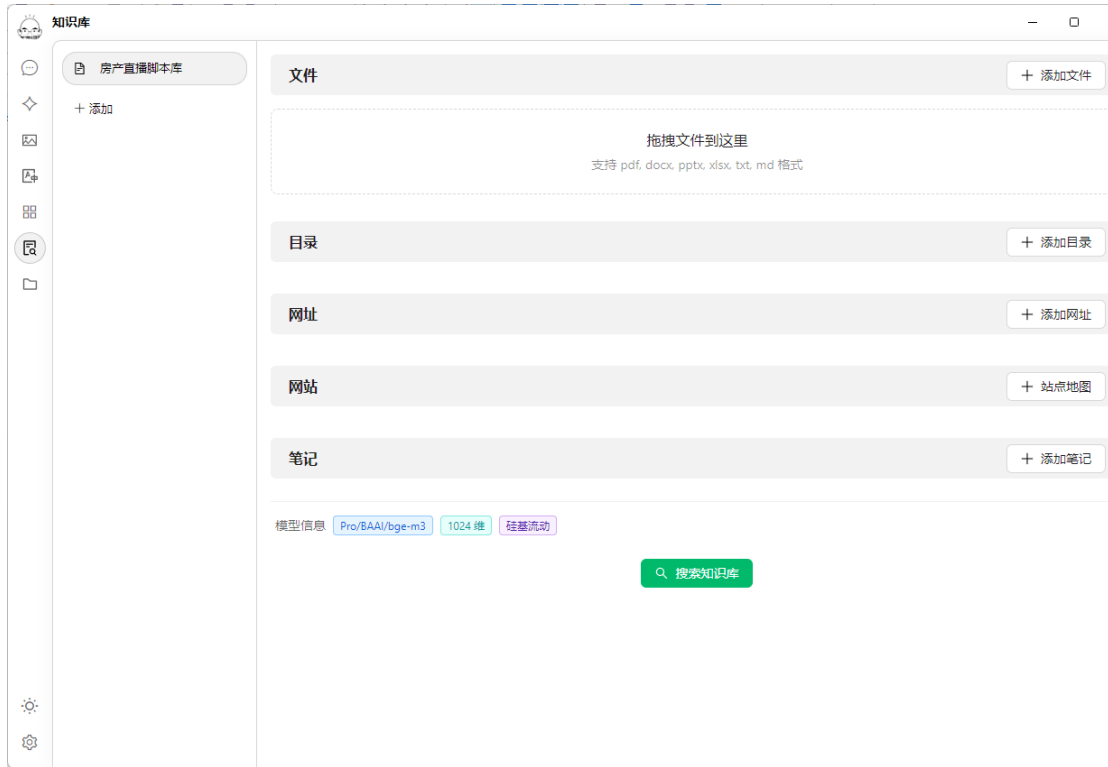 知识库
房产直播脚本库
添加
文件
添加文件
拖拽文件到这里
支持 pdf, docx, pptx, xlsx, txt, md 格式
目录
添加目录
网址
添加网址
网站
站点地图
笔记
添加笔记
模型信息 Pro/BAAI/bge-m3 1024 维 硅基流动
搜索知识库